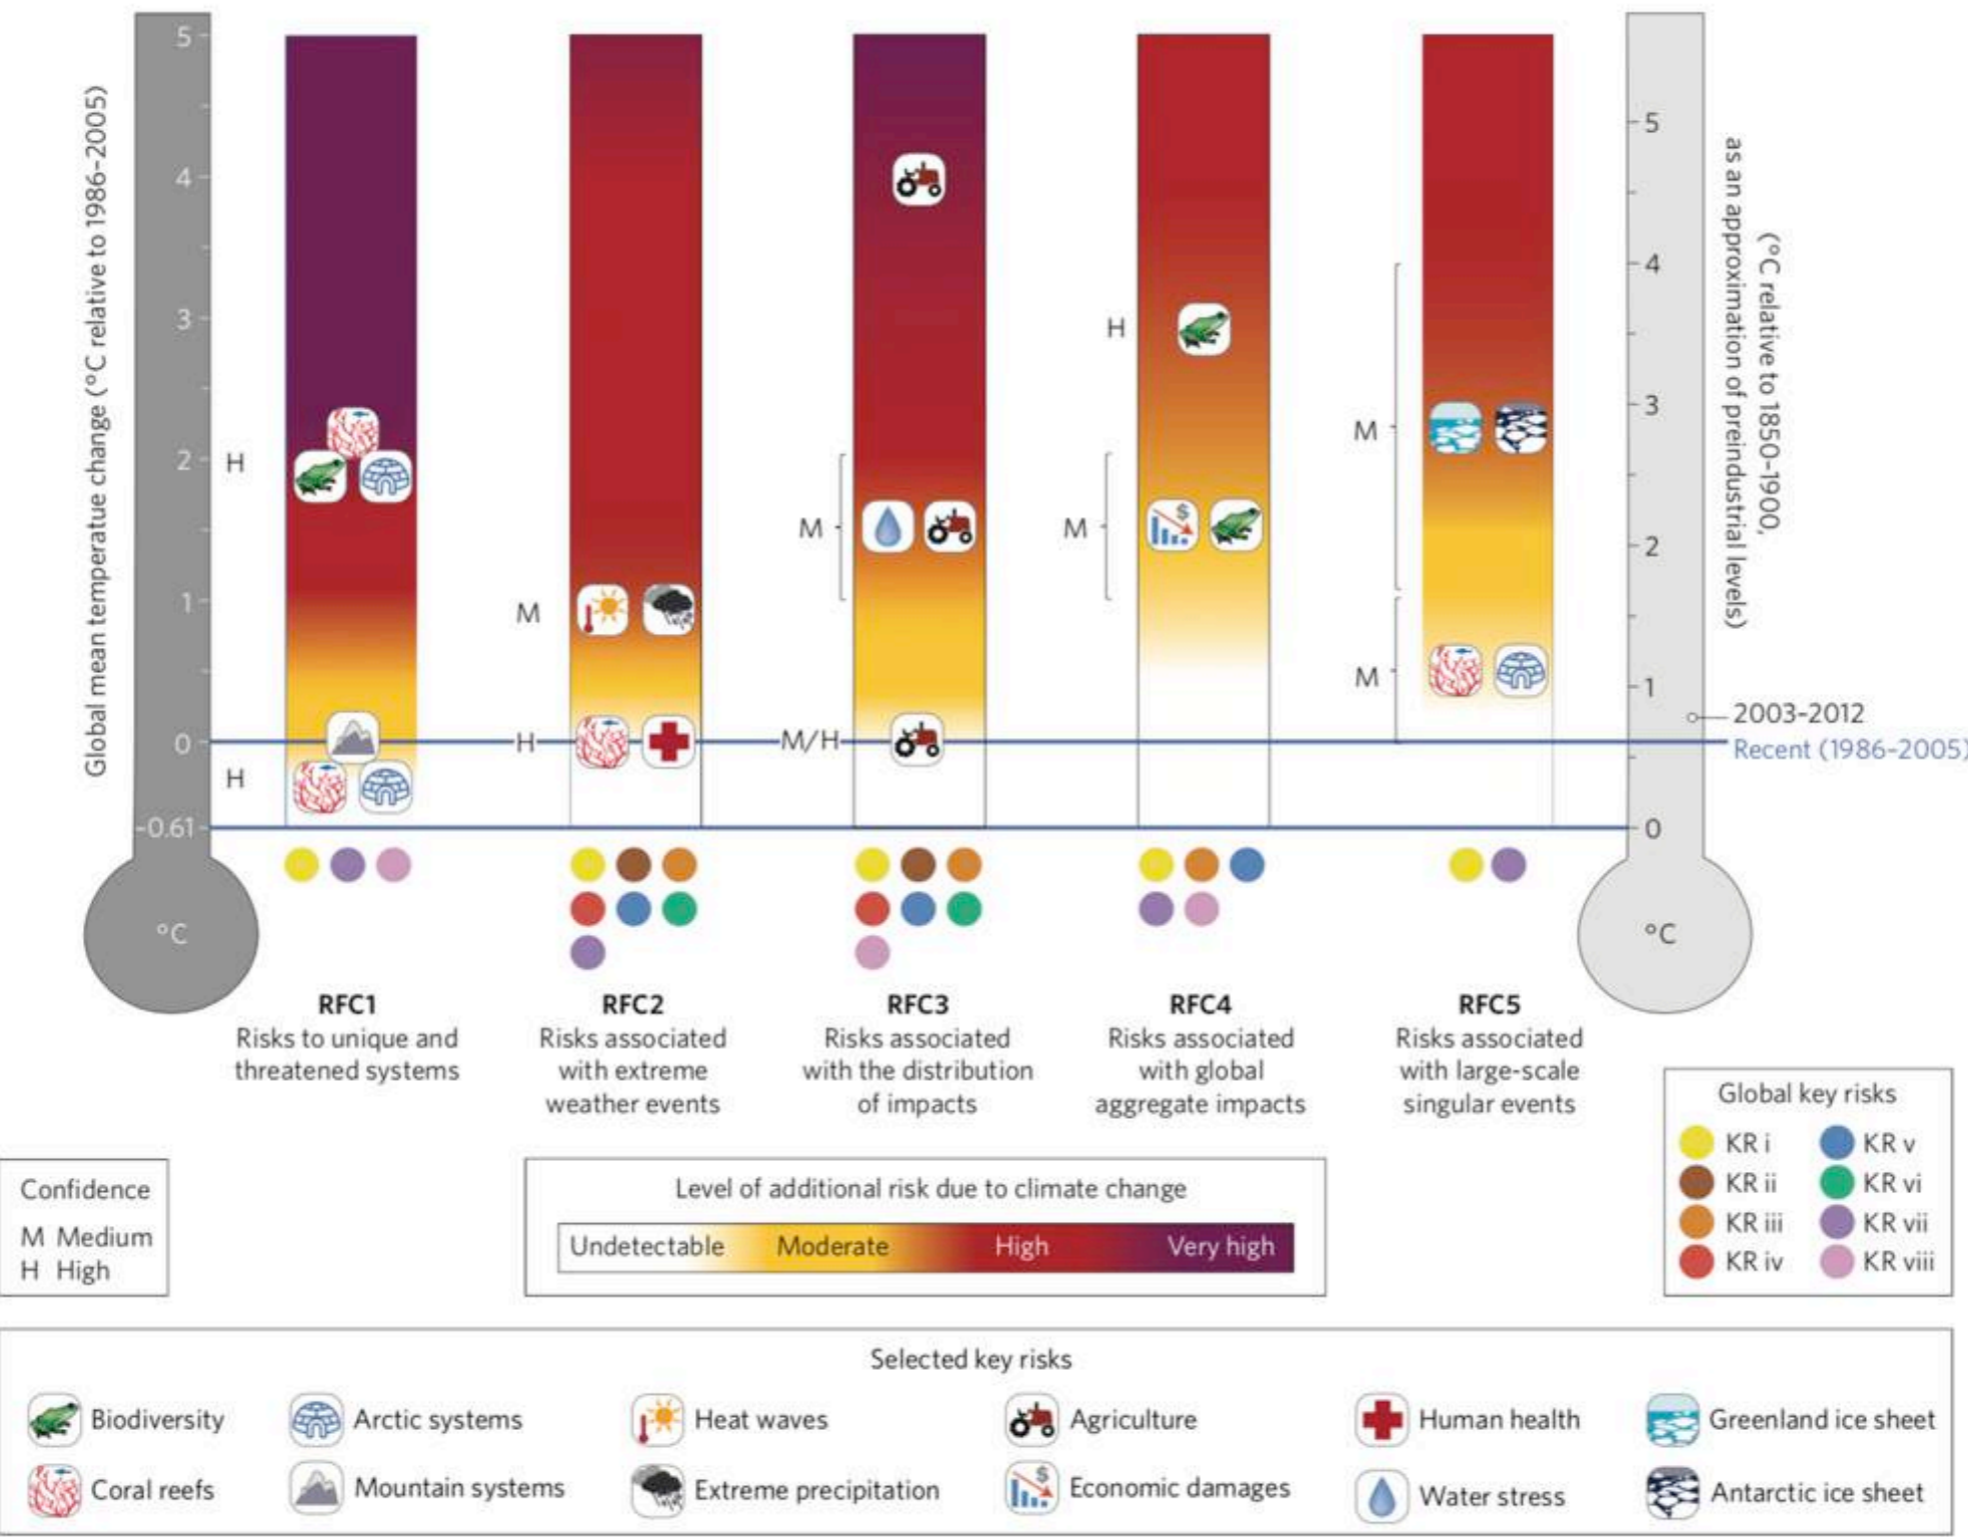 Global mean temperatue change (°C relative to 1986–2005)
5
4
3
2
1
0
-0.61
°C
H
H
M
H
M
M/H
H
M
M
M
5
4
3
2
1
0
°C
(°C relative to 1850–1900,
as an approximation of preindustrial levels)
2003-2012
Recent (1986–2005)
RFC1
Risks to unique and
threatened systems
RFC2
Risks associated
with extreme
weather events
RFC3
Risks associated
with the distribution
of impacts
RFC4
Risks associated
with global
aggregate impacts
RFC5
Risks associated
with large-scale
singular events
Global key risks
KR i
KR v
KR ii
KR vi
KR iii
KR vii
KR iv
KR viii
Confidence
M Medium
H High
Level of additional risk due to climate change
Undetectable Moderate High Very high
Selected key risks
Biodiversity
Arctic systems
Heat waves
Agriculture
Human health
Greenland ice sheet
Coral reefs
Mountain systems
Extreme precipitation
Economic damages
Water stress
Antarctic ice sheet